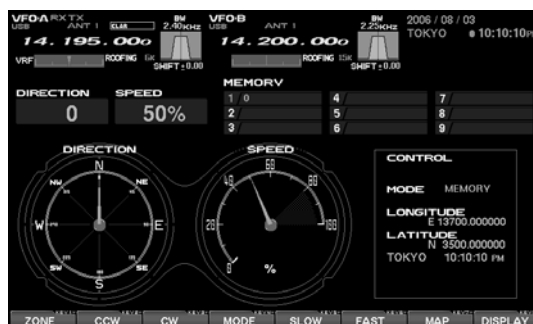 VFO-A RX TX
USB ANT 1 CLAR BW 2.40KHz
14. 195. 000
VRF ROOFING SHIFT ±0.00
VFO-B
USB ANT 1 BW 2.25KHz
14. 200. 000
ROOFING SHIFT ±0.00
2006 / 08 / 03
TOKYO 10:10:10PM
DIRECTION SPEED
0 50%
MEMORY
1 / 0 4 / 7 /
2 / 5 / 8 /
3 / 6 / 9 /
DIRECTION
N
NW NE
W E
SW SE
S
SPEED
0 20 40 60 80 100
%
CONTROL
MODE MEMORY
LONGITUDE
E 13700.000000
LATITUDE
N 3500.000000
TOKYO 10:10:10 PM
ZONE CCW CW MODE SLOW FAST MAP DISPLAY